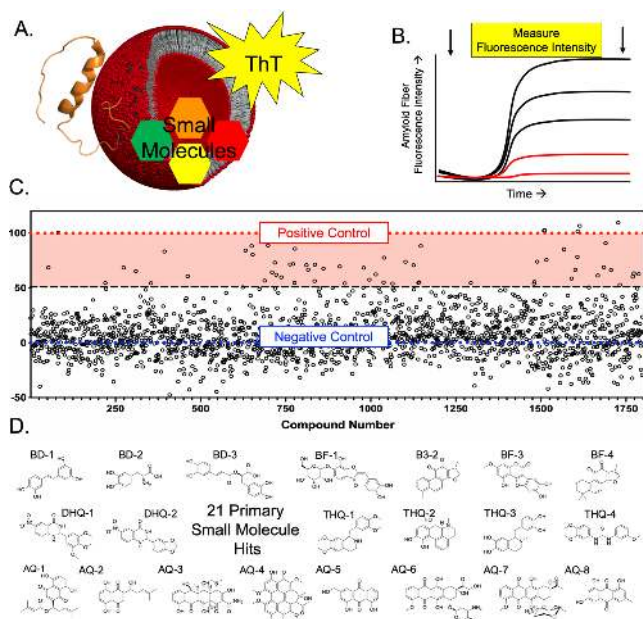 A.
ThT
Small
Molecules
B.
Measure
Fluorescence Intensity
Amyloid Fiber
Fluorescence Intensity →
Time →
C.
100
Positive Control
50
0
Negative Control
-50
250 500 750 1000 1250 1500 1750
Compound Number
D.
BD-1 BD-2 BD-3 BF-1 B3-2 BF-3 BF-4
DHQ-1 DHQ-2 21 Primary THQ-1 THQ-2 THQ-3 THQ-4
Small Molecule
Hits
AQ-1 AQ-2 AQ-3 AQ-4 AQ-5 AQ-6 AQ-7 AQ-8